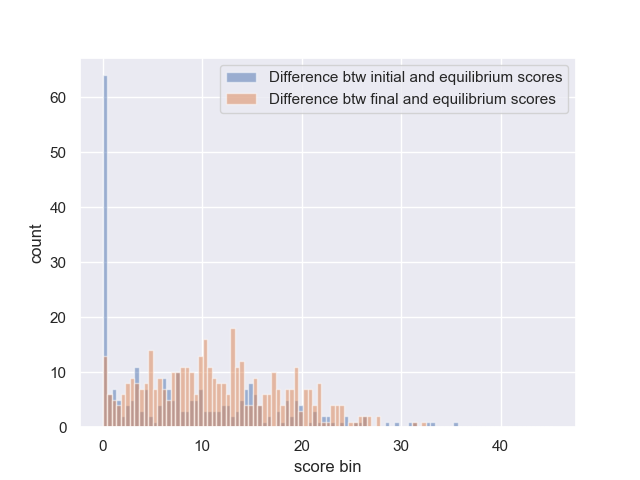 Difference btw initial and equilibrium scores
Difference btw final and equilibrium scores
60
50
40
30
20
10
0
count
0 10 20 30 40
score bin